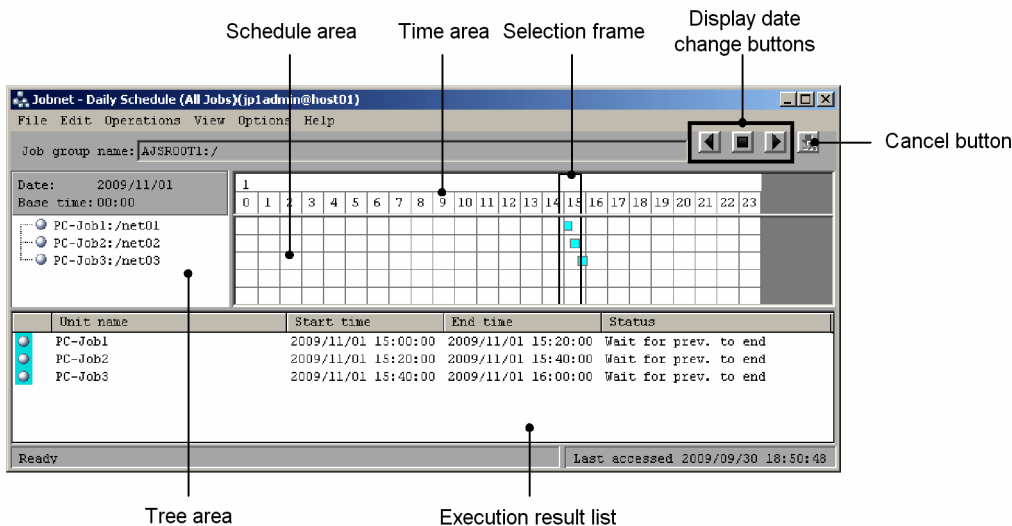 Display date
change buttons
Schedule area
Time area
Selection frame
Jobnet - Daily Schedule (All Jobs)(jp1admin@host01)
File Edit Operations View Options Help
Job group name: AJSROOT1:/
Cancel button
Date: 2009/11/01
Base time: 00:00
1
0 1 2 3 4 5 6 7 8 9 10 11 12 13 14 15 16 17 18 19 20 21 22 23
PC-Job1:/net01
PC-Job2:/net02
PC-Job3:/net03
Unit name Start time End time Status
PC-Job1 2009/11/01 15:00:00 2009/11/01 15:20:00 Wait for prev. to end
PC-Job2 2009/11/01 15:20:00 2009/11/01 15:40:00 Wait for prev. to end
PC-Job3 2009/11/01 15:40:00 2009/11/01 16:00:00 Wait for prev. to end
Ready
Last accessed 2009/09/30 18:50:48
Tree area
Execution result list